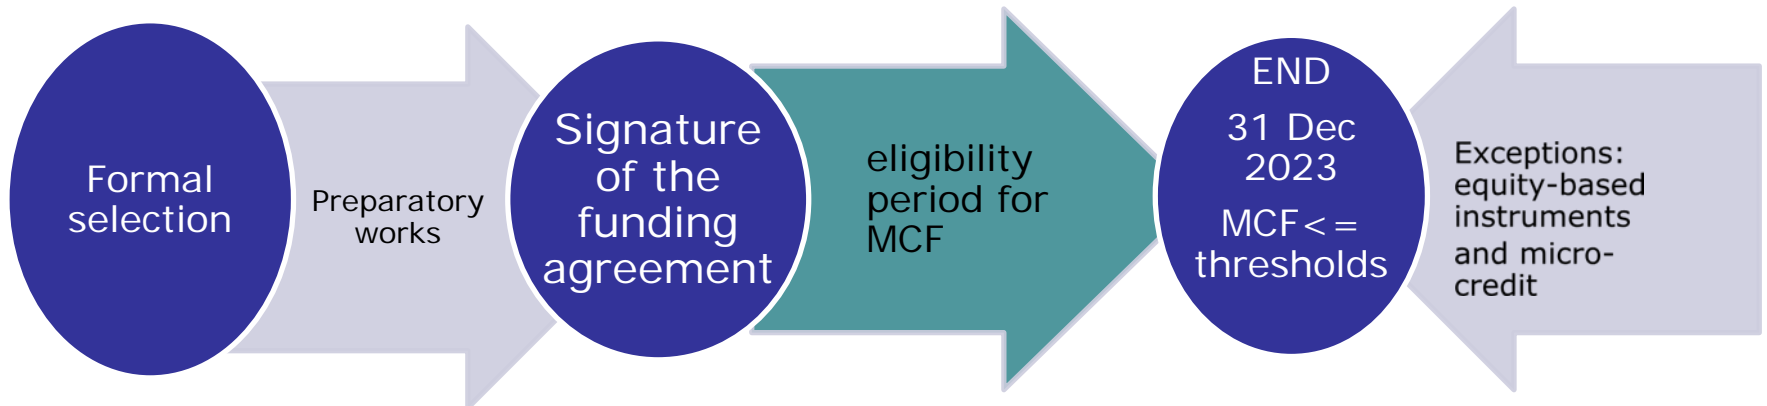 Formal
selection
Preparatory
works
Signature
of the
funding
agreement
eligibility
period for
MCF
END
31 Dec
2023
MCF<=
thresholds
Exceptions:
equity-based
instruments
and micro-
credit